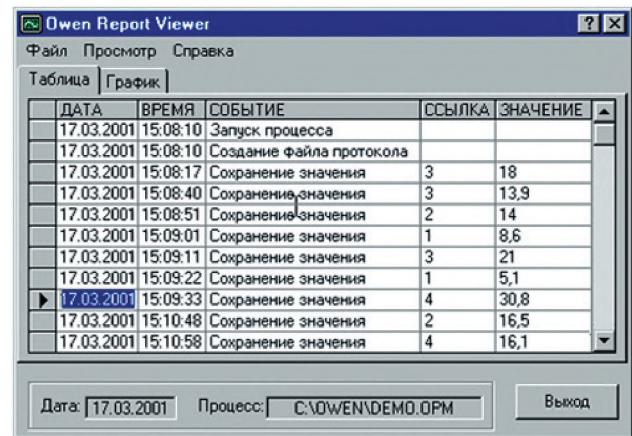 Owen Report Viewer
Файл Просмотр Справка
Таблица График
ДАТА ВРЕМЯ СОБЫТИЕ ССЫЛКА ЗНАЧЕНИЕ
17.03.2001 15:08:10 Запуск процесса
17.03.2001 15:08:10 Создание файла протокола
17.03.2001 15:08:17 Сохранение значения 3 18
17.03.2001 15:08:40 Сохранение значения 3 13,9
17.03.2001 15:08:51 Сохранение значения 2 14
17.03.2001 15:09:01 Сохранение значения 1 8,6
17.03.2001 15:09:11 Сохранение значения 3 21
17.03.2001 15:09:22 Сохранение значения 1 5,1
17.03.2001 15:09:33 Сохранение значения 4 30,8
17.03.2001 15:10:48 Сохранение значения 2 16,5
17.03.2001 15:10:58 Сохранение значения 4 16,1
Дата: 17.03.2001 Процесс: C:\OWEN\DEMO.OPM Выход